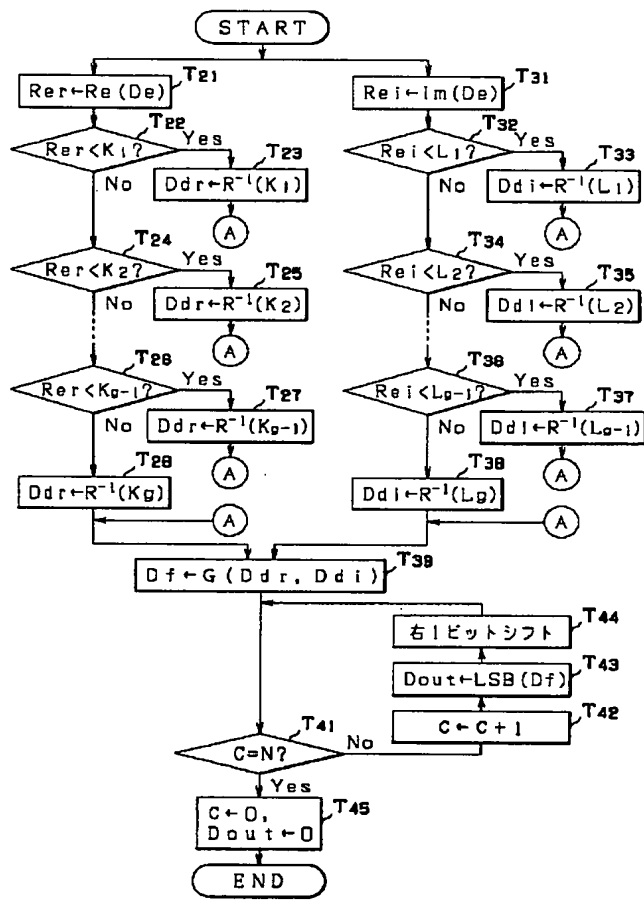 START
T21
Rer←Re(De)
T31
Rei←Im(De)
T22
Rer<K1?
Yes
No
T23
Ddr←R⁻¹(K1)
A
T32
Rei<L1?
Yes
No
T33
Ddi←R⁻¹(L1)
A
T24
Rer<K2?
Yes
No
T25
Ddr←R⁻¹(K2)
A
T34
Rei<L2?
Yes
No
T35
Ddi←R⁻¹(L2)
A
T26
Rer<Kg-1?
Yes
No
T27
Ddr←R⁻¹(Kg-1)
A
T36
Rei<Lg-1?
Yes
No
T37
Ddi←R⁻¹(Lg-1)
A
T28
Ddr←R⁻¹(Kg)
A
T38
Ddi←R⁻¹(Lg)
A
T39
Df←G(Ddr, Ddi)
T44
右1ビットシフト
T43
Dout←LSB(Df)
T42
C←C+1
T41
C=N?
No
Yes
T45
C←0,
Dout←0
END